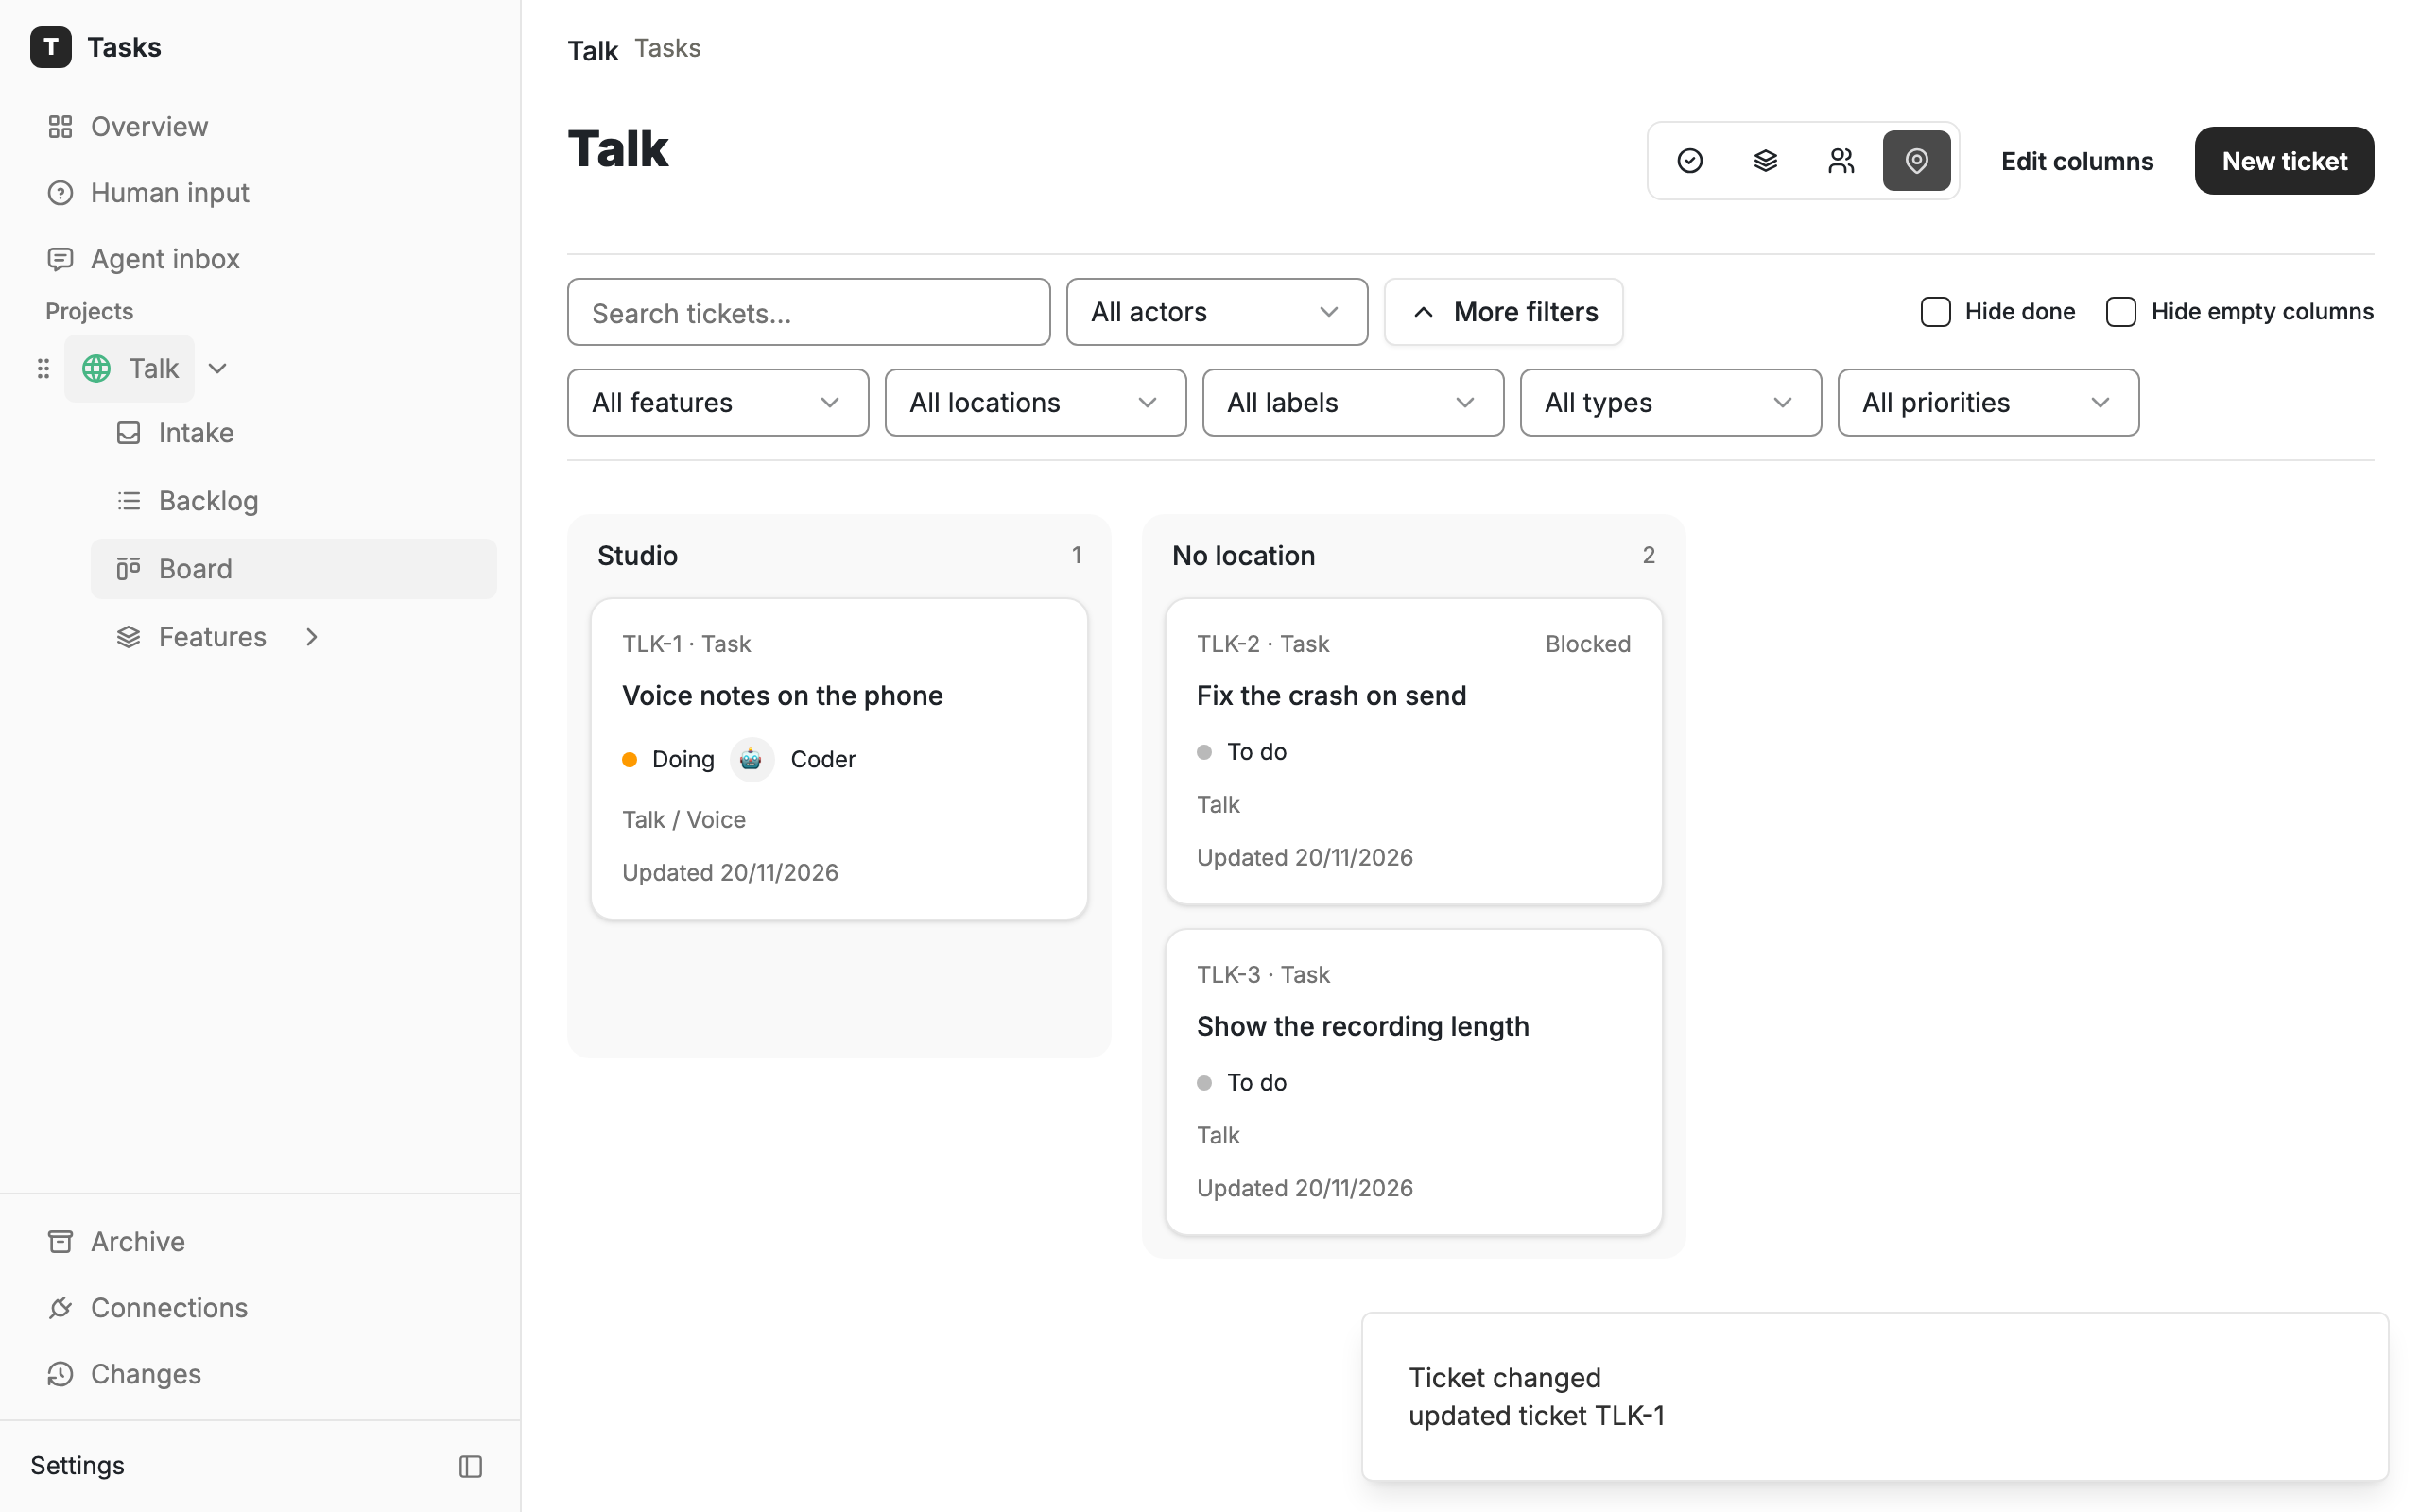 T Tasks
Overview
Human input
Agent inbox
Projects
Talk
Intake
Backlog
Board
Features
Archive
Connections
Changes
Settings
Talk Tasks
Talk
Edit columns
New ticket
Search tickets...
All actors
More filters
Hide done
Hide empty columns
All features
All locations
All labels
All types
All priorities
Studio 1
TLK-1 · Task
Voice notes on the phone
Doing Coder
Talk / Voice
Updated 20/11/2026
No location 2
TLK-2 · Task Blocked
Fix the crash on send
To do
Talk
Updated 20/11/2026
TLK-3 · Task
Show the recording length
To do
Talk
Updated 20/11/2026
Ticket changed
updated ticket TLK-1